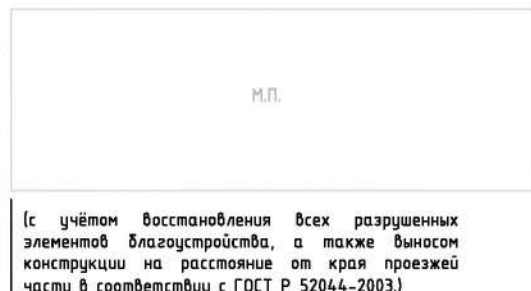 М.П.
(с учётом восстановления всех разрушенных
элементов благоустройства, а также выносом
конструкции на расстояние от края проезжей
части в соответствии с ГОСТ Р 52044-2003.)